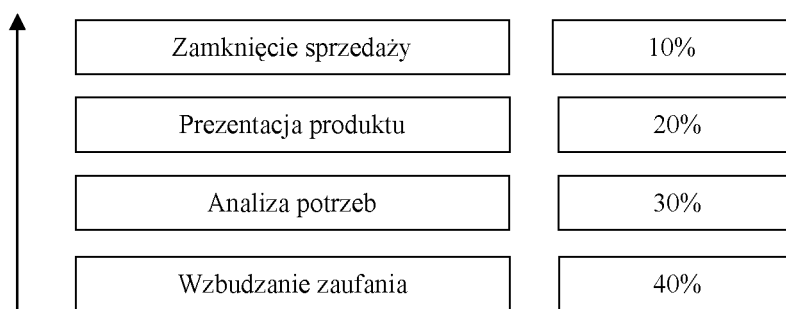 Zamknięcie sprzedaży 10%
Prezentacja produktu 20%
Analiza potrzeb 30%
Wzbudzanie zaufania 40%